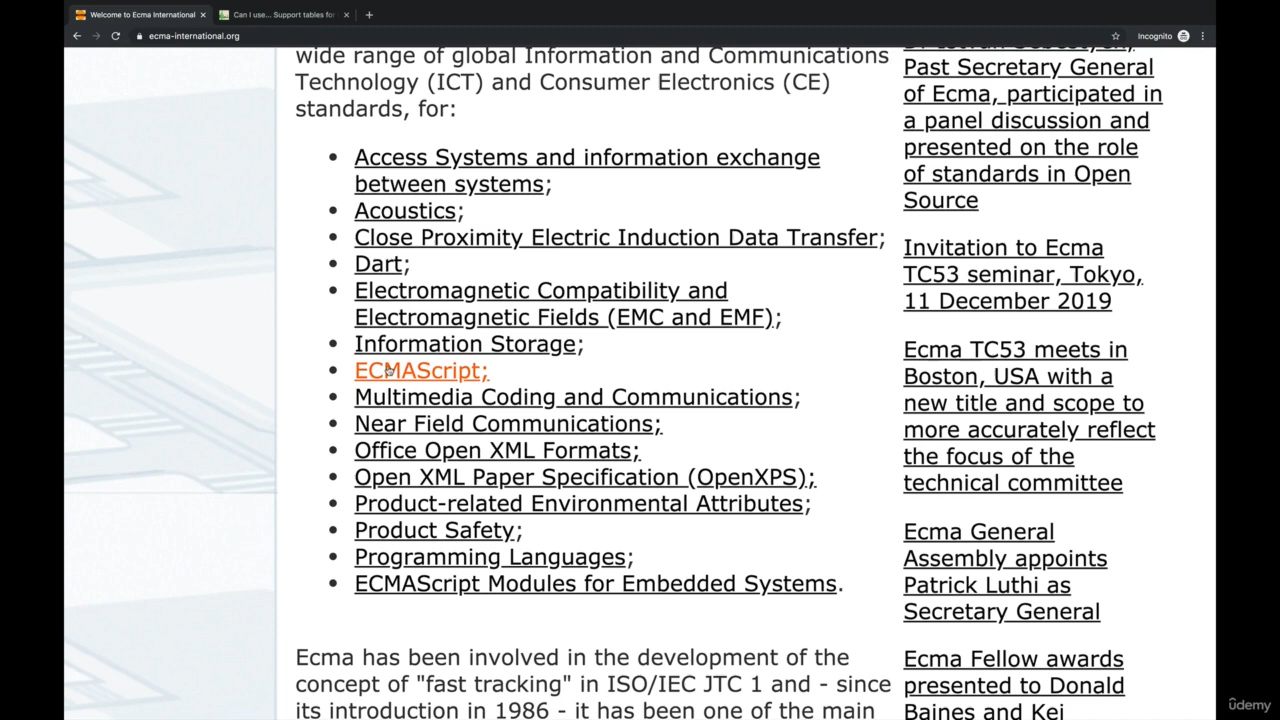 Welcome to Ecma International
Can I use... Support tables for
ecma-international.org
Incognito
wide range of global Information and Communications
Technology (ICT) and Consumer Electronics (CE)
standards, for:
Access Systems and information exchange
between systems;
Acoustics;
Close Proximity Electric Induction Data Transfer;
Dart;
Electromagnetic Compatibility and
Electromagnetic Fields (EMC and EMF);
Information Storage;
ECMAScript;
Multimedia Coding and Communications;
Near Field Communications;
Office Open XML Formats;
Open XML Paper Specification (OpenXPS);
Product-related Environmental Attributes;
Product Safety;
Programming Languages;
ECMAScript Modules for Embedded Systems.
Ecma has been involved in the development of the
concept of "fast tracking" in ISO/IEC JTC 1 and - since
its introduction in 1986 - it has been one of the main
Past Secretary General
of Ecma, participated in
a panel discussion and
presented on the role
of standards in Open
Source
Invitation to Ecma
TC53 seminar, Tokyo,
11 December 2019
Ecma TC53 meets in
Boston, USA with a
new title and scope to
more accurately reflect
the focus of the
technical committee
Ecma General
Assembly appoints
Patrick Luthi as
Secretary General
Ecma Fellow awards
presented to Donald
Baines and Kei
ûdemy